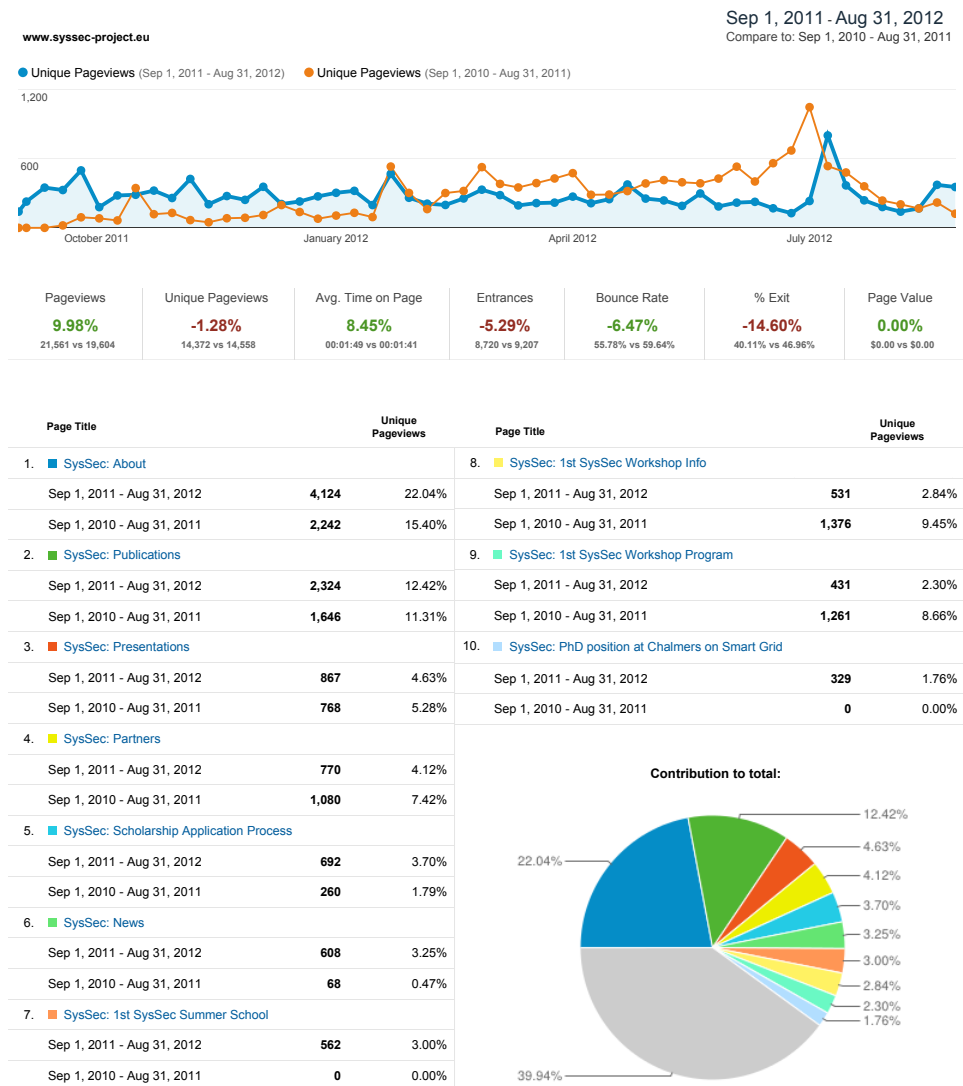 Sep 1, 2011 - Aug 31, 2012
www.syssec-project.eu
Compare to: Sep 1, 2010 - Aug 31, 2011
Unique Pageviews (Sep 1, 2011 - Aug 31, 2012) Unique Pageviews (Sep 1, 2010 - Aug 31, 2011)
1,200
600
October 2011 January 2012 April 2012 July 2012
Pageviews Unique Pageviews Avg. Time on Page Entrances Bounce Rate % Exit Page Value
9.98% -1.28% 8.45% -5.29% -6.47% -14.60% 0.00%
21,561 vs 19,604 14,372 vs 14,558 00:01:49 vs 00:01:41 8,720 vs 9,207 55.78% vs 59.64% 40.11% vs 46.96% $0.00 vs $0.00
Page Title Unique Pageviews
1. SysSec: About
Sep 1, 2011 - Aug 31, 2012 4,124 22.04%
Sep 1, 2010 - Aug 31, 2011 2,242 15.40%
2. SysSec: Publications
Sep 1, 2011 - Aug 31, 2012 2,324 12.42%
Sep 1, 2010 - Aug 31, 2011 1,646 11.31%
3. SysSec: Presentations
Sep 1, 2011 - Aug 31, 2012 867 4.63%
Sep 1, 2010 - Aug 31, 2011 768 5.28%
4. SysSec: Partners
Sep 1, 2011 - Aug 31, 2012 770 4.12%
Sep 1, 2010 - Aug 31, 2011 1,080 7.42%
5. SysSec: Scholarship Application Process
Sep 1, 2011 - Aug 31, 2012 692 3.70%
Sep 1, 2010 - Aug 31, 2011 260 1.79%
6. SysSec: News
Sep 1, 2011 - Aug 31, 2012 608 3.25%
Sep 1, 2010 - Aug 31, 2011 68 0.47%
7. SysSec: 1st SysSec Summer School
Sep 1, 2011 - Aug 31, 2012 562 3.00%
Sep 1, 2010 - Aug 31, 2011 0 0.00%
Page Title Unique Pageviews
8. SysSec: 1st SysSec Workshop Info
Sep 1, 2011 - Aug 31, 2012 531 2.84%
Sep 1, 2010 - Aug 31, 2011 1,376 9.45%
9. SysSec: 1st SysSec Workshop Program
Sep 1, 2011 - Aug 31, 2012 431 2.30%
Sep 1, 2010 - Aug 31, 2011 1,261 8.66%
10. SysSec: PhD position at Chalmers on Smart Grid
Sep 1, 2011 - Aug 31, 2012 329 1.76%
Sep 1, 2010 - Aug 31, 2011 0 0.00%
Contribution to total:
12.42%
4.63%
22.04%
4.12%
3.70%
3.25%
3.00%
2.84%
2.30%
1.76%
39.94%